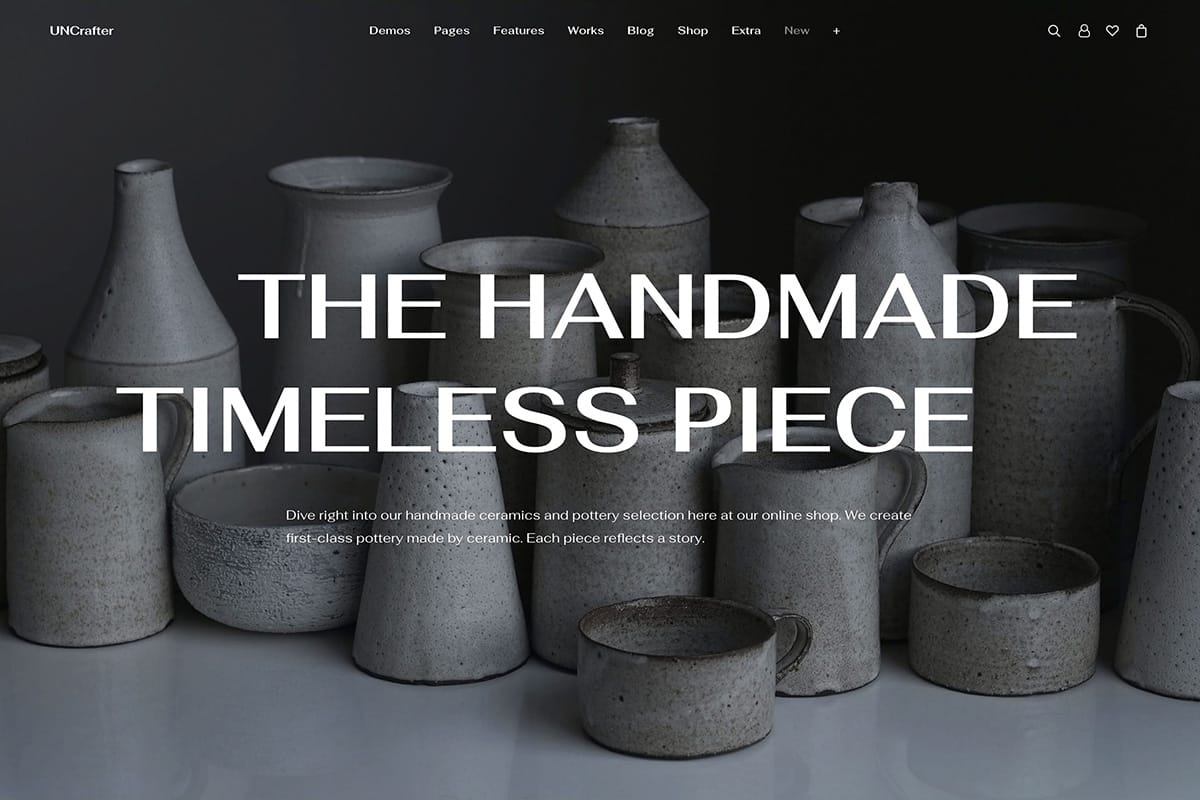 UNCrafter
Demos Pages Features Works Blog Shop Extra New +
THE HANDMADE
TIMELESS PIECE
Dive right into our handmade ceramics and pottery selection here at our online shop. We create
first-class pottery made by ceramic. Each piece reflects a story.